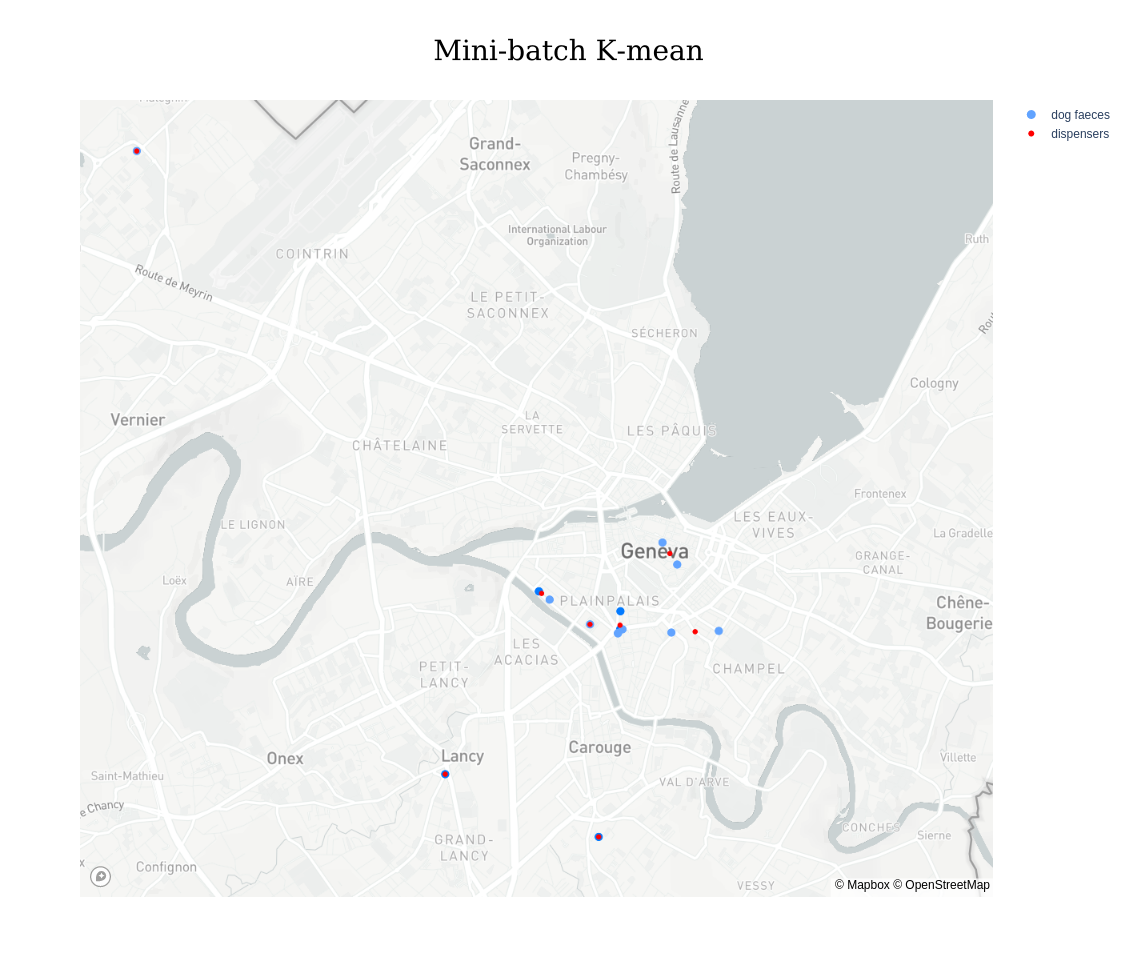 Mini-batch K-mean
dog faeces
dispensers
Grand-
Saconnex
Pregny-
Chambésy
Route de Lausanne
International Labour
Organization
Ruth
COINTRIN
Route de Meyrin
LE PETIT-
SACONNEX
SÉCHERON
Cologny
Vernier
LA
SERVETTE
LES PÂQUIS
CHÂTELAINE
Frontenex
LE LIGNON
LES EAUX-
VIVES
La Gradelle
Geneva
GRANGE-
CANAL
Loëx
AÏRE
PLAINPALAIS
Chêne-
Bougerie
LES
ACACIAS
PETIT-
LANCY
CHAMPEL
Onex
Lancy
Carouge
Villette
Saint-Mathieu
VAL D'ARVE
e Chancy
CONCHES
Sierne
GRAND-
LANCY
x
Confignon
VESSY
© Mapbox © OpenStreetMap